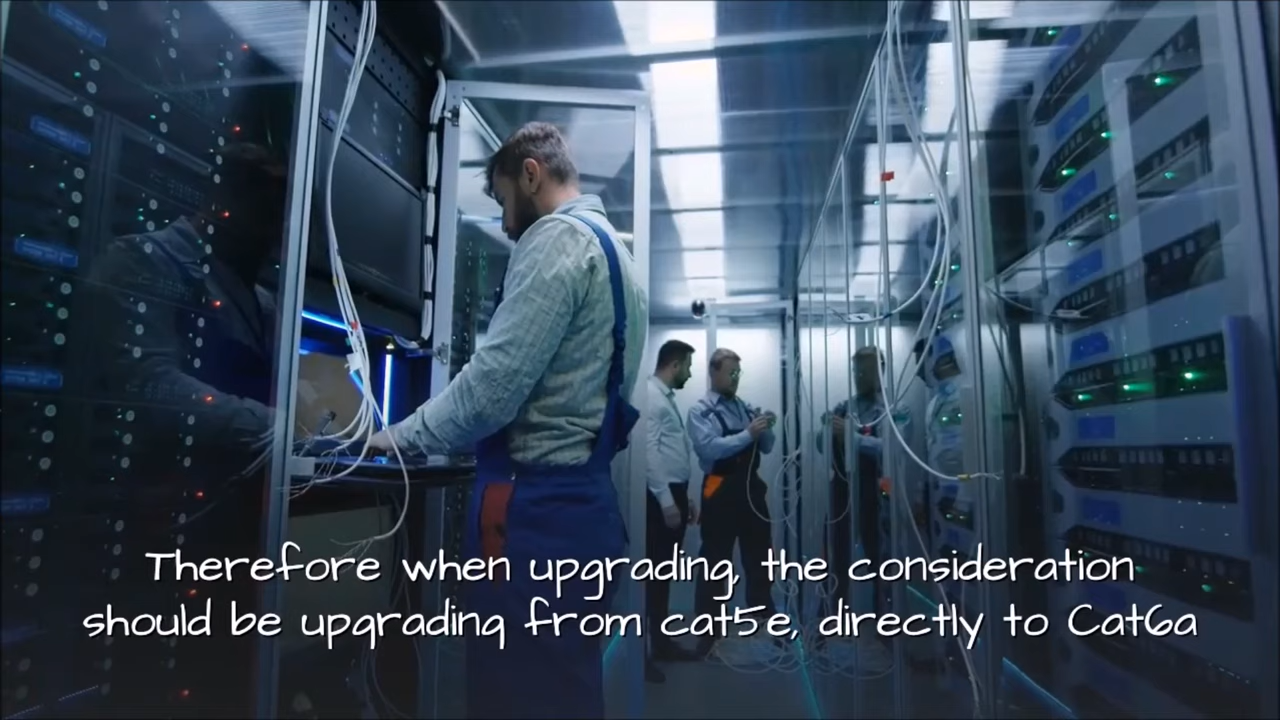 Therefore when upgrading, the consideration
should be upgrading from cat5e, directly to Cat6a